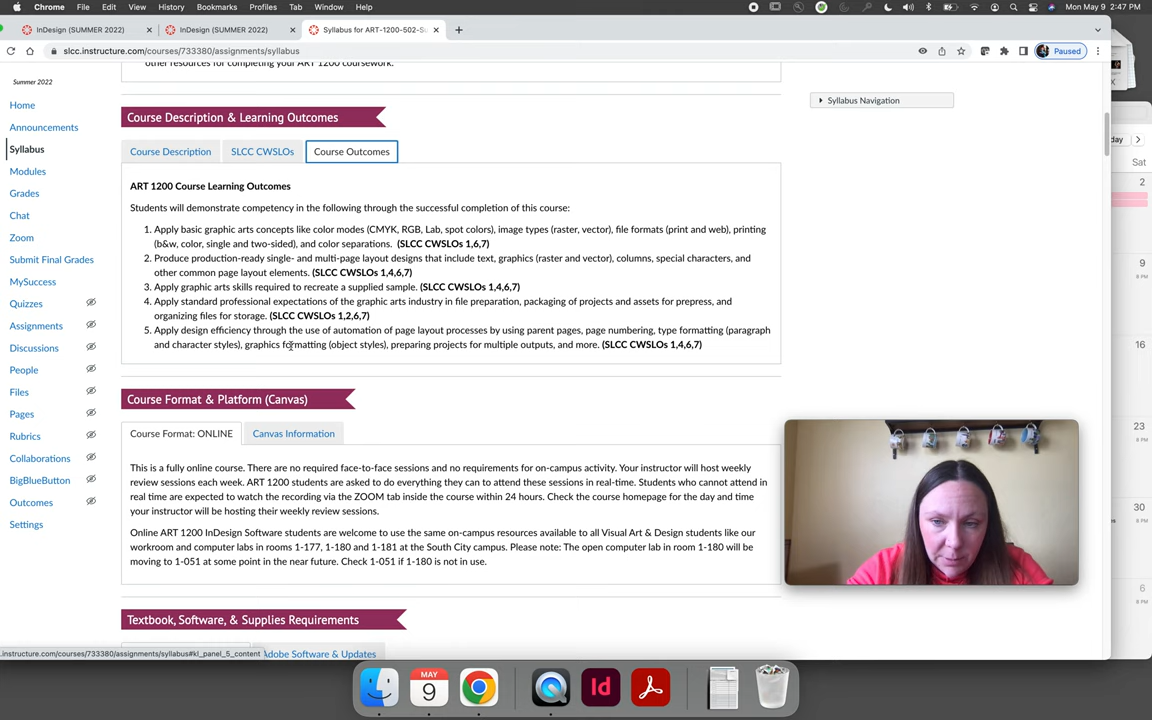 Chrome File Edit View History Bookmarks Profiles Tab Window Help Mon May 9 2:47 PM
InDesign (SUMMER 2022) × InDesign (SUMMER 2022) × Syllabus for ART-1200-502-S × +
slcc.instructure.com/courses/733380/assignments/syllabus Paused
Summer 2022
Home
Announcements
Syllabus
Modules
Grades
Chat
Zoom
Submit Final Grades
MySuccess
Quizzes
Assignments
Discussions
People
Files
Pages
Rubrics
Collaborations
BigBlueButton
Outcomes
Settings
other resources for completing your ART 1200 coursework.
Syllabus Navigation
Course Description & Learning Outcomes
Course Description SLCC CWSLOs Course Outcomes
ART 1200 Course Learning Outcomes
Students will demonstrate competency in the following through the successful completion of this course:
1. Apply basic graphic arts concepts like color modes (CMYK, RGB, Lab, spot colors), image types (raster, vector), file formats (print and web), printing
(b&w, color, single and two-sided), and color separations. (SLCC CWSLOs 1,6,7)
2. Produce production-ready single- and multi-page layout designs that include text, graphics (raster and vector), columns, special characters, and
other common page layout elements. (SLCC CWSLOs 1,4,6,7)
3. Apply graphic arts skills required to recreate a supplied sample. (SLCC CWSLOs 1,4,6,7)
4. Apply standard professional expectations of the graphic arts industry in file preparation, packaging of projects and assets for prepress, and
organizing files for storage. (SLCC CWSLOs 1,2,6,7)
5. Apply design efficiency through the use of automation of page layout processes by using parent pages, page numbering, type formatting (paragraph
and character styles), graphics formatting (object styles), preparing projects for multiple outputs, and more. (SLCC CWSLOs 1,4,6,7)
Course Format & Platform (Canvas)
Course Format: ONLINE Canvas Information
This is a fully online course. There are no required face-to-face sessions and no requirements for on-campus activity. Your instructor will host weekly
review sessions each week. ART 1200 students are asked to do everything they can to attend these sessions in real-time. Students who cannot attend in
real time are expected to watch the recording via the ZOOM tab inside the course within 24 hours. Check the course homepage for the day and time
your instructor will be hosting their weekly review sessions.
Online ART 1200 InDesign Software students are welcome to use the same on-campus resources available to all Visual Art & Design students like our
workroom and computer labs in rooms 1-177, 1-180 and 1-181 at the South City campus. Please note: The open computer lab in room 1-180 will be
moving to 1-051 at some point in the near future. Check 1-051 if 1-180 is not in use.
Textbook, Software, & Supplies Requirements
Adobe Software & Updates
.instructure.com/courses/733380/assignments/syllabus#kl_panel_5_content
day
Sat
2
9
8 PM
16
23
8 PM
30
8 PM
6
8 PM
MAY
9
Id